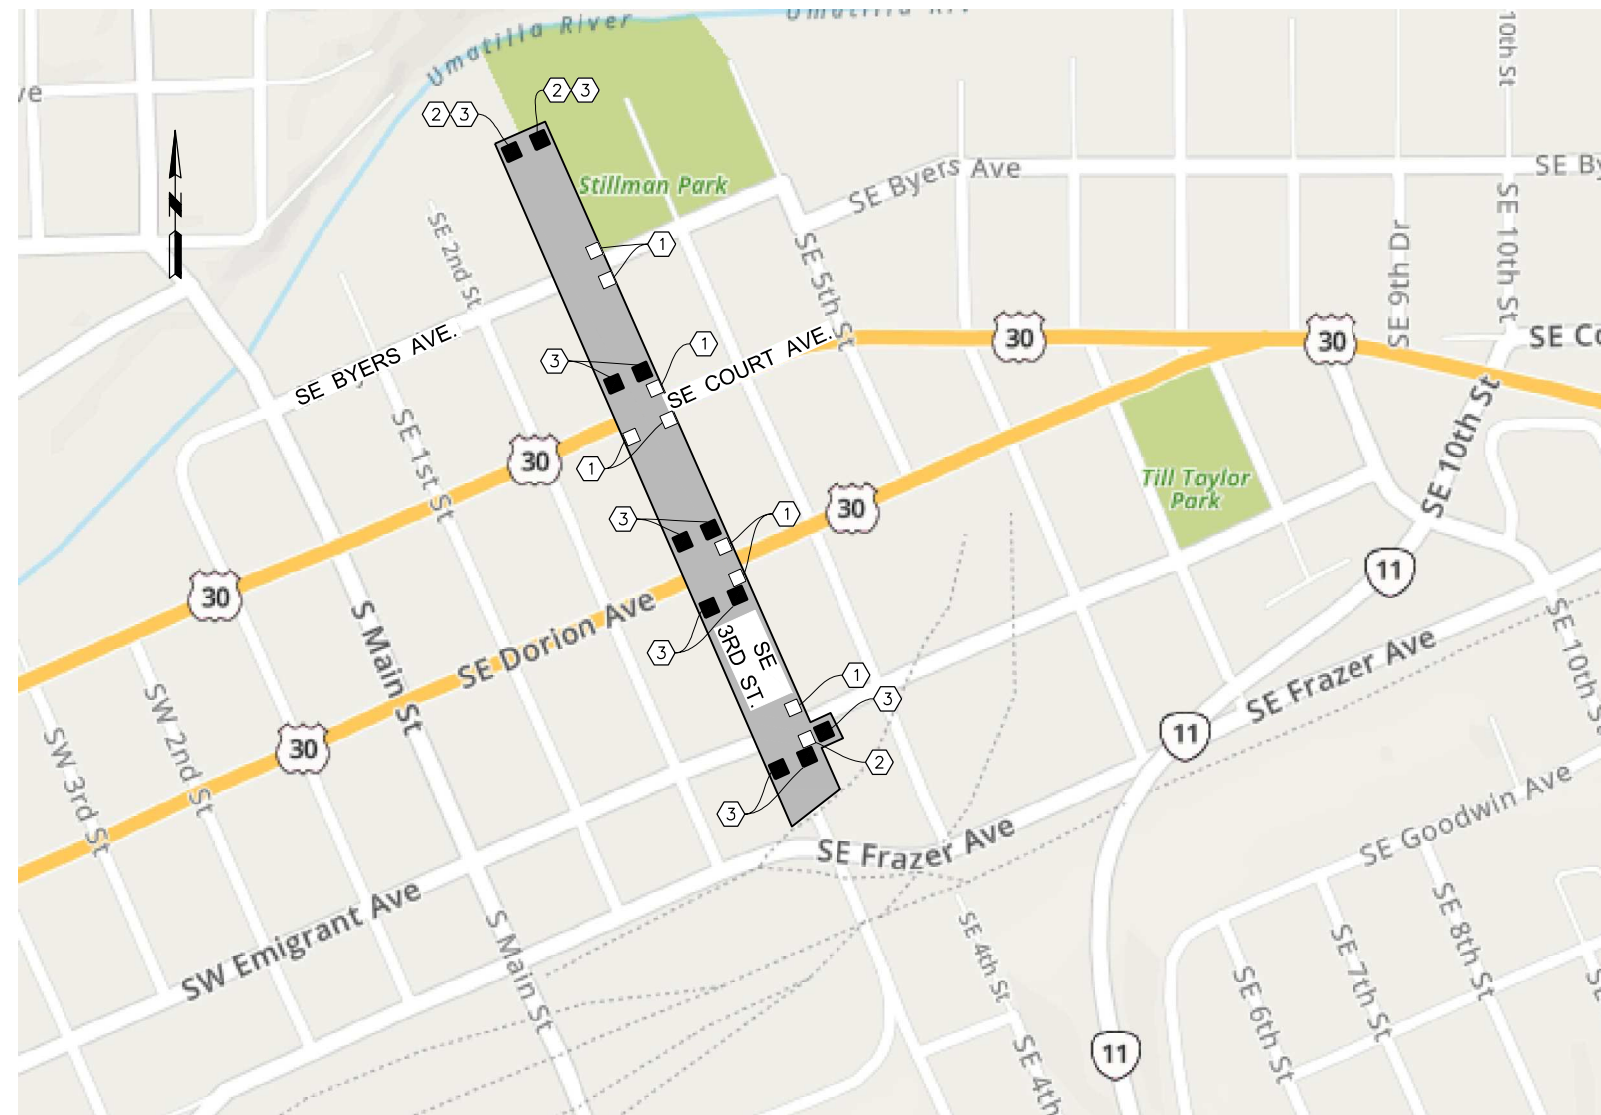 Umatilla River
Umatilla Riv
10th St
ve
2 3
2 3
N
Stillman Park
SE Byers Ave
SE By
SE 2nd St
1
SE 5th St
SE 9th Dr
SE 10th St
SE BYERS AVE.
3
1
SE COURT AVE.
30
30
SE Co
SE 1st St
30
1
30
Till Taylor
Park
SE 10th St
3
1
30
11
S Main St
SE Dorion Ave
3
SE
3RD ST.
1
3
SE Frazer Ave
SE 10th St
SW 3rd St
SW 2nd St
30
11
2
3
SE Frazer Ave
SE Goodwin Ave
SW Emigrant Ave
S Main St
SE 4th St
SE 8th St
SE 7th St
SE 6th St
SE 4th
11